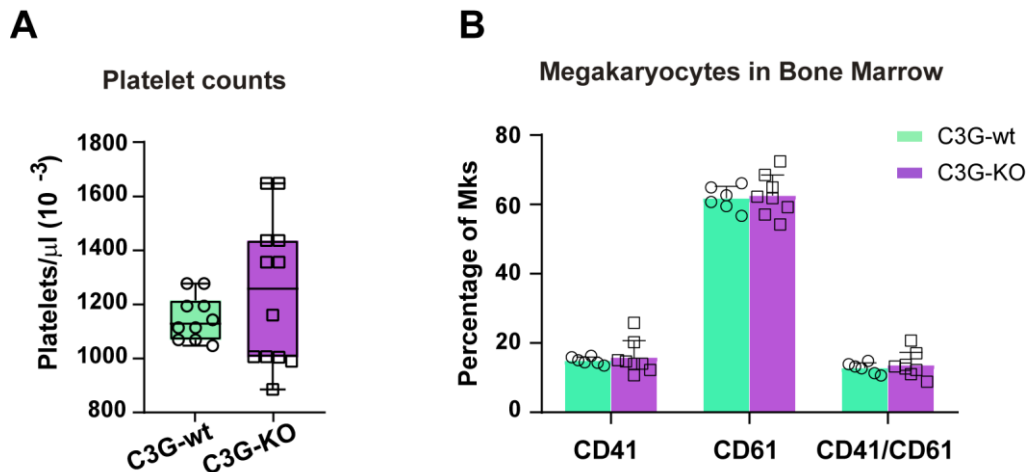 A
Platelet counts
Platelets/µl (10 ⁻³)
1800
1600
1400
1200
1000
800
C3G-wt
C3G-KO
B
Megakaryocytes in Bone Marrow
Percentage of Mks
80
60
40
20
0
C3G-wt
C3G-KO
CD41
CD61
CD41/CD61